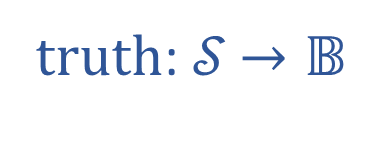 truth: 𝒮 → 𝔹